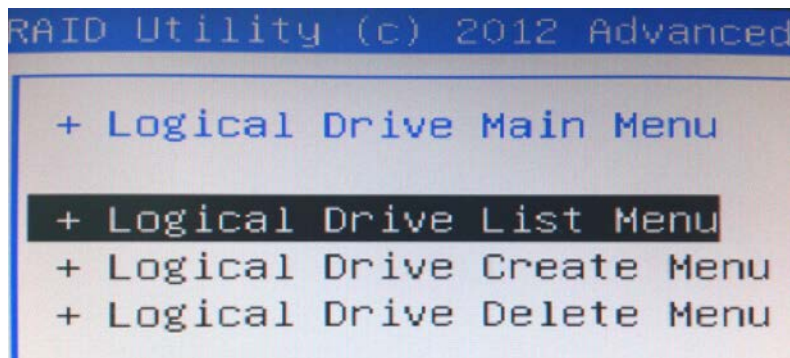 RAID Utility (c) 2012 Advanced
+ Logical Drive Main Menu
+ Logical Drive List Menu
+ Logical Drive Create Menu
+ Logical Drive Delete Menu